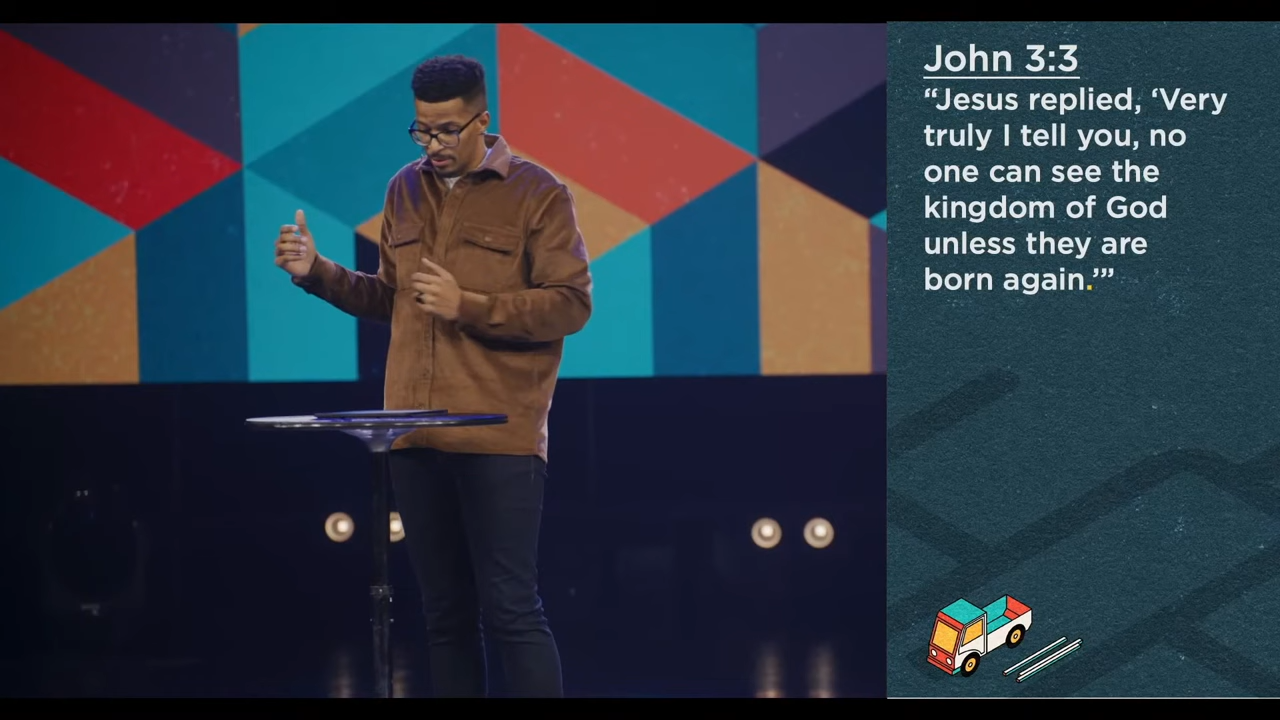 John 3:3
“Jesus replied, ‘Very
truly I tell you, no
one can see the
kingdom of God
unless they are
born again.’”